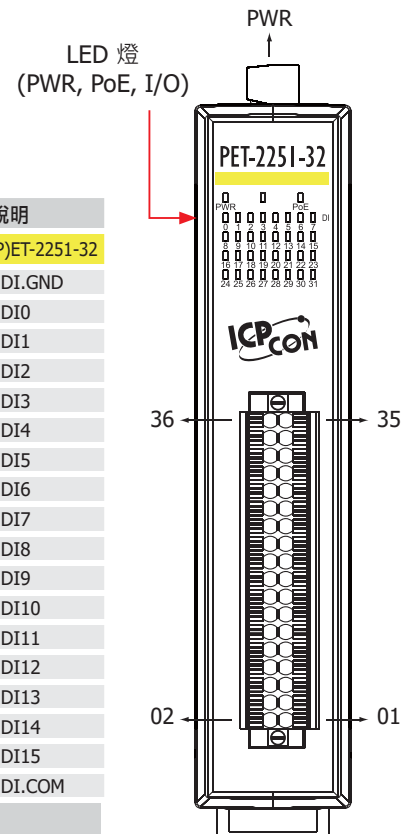 PWR
LED 燈
(PWR, PoE, I/O)
PET-2251-32
PWR PoE
DI
0 1 2 3 4 5 6 7
8 9 10 11 12 13 14 15
16 17 18 19 20 21 22 23
24 25 26 27 28 29 30 31
ICP CON
36
35
02
01
說明
P)ET-2251-32
DI.GND
DI0
DI1
DI2
DI3
DI4
DI5
DI6
DI7
DI8
DI9
DI10
DI11
DI12
DI13
DI14
DI15
DI.COM